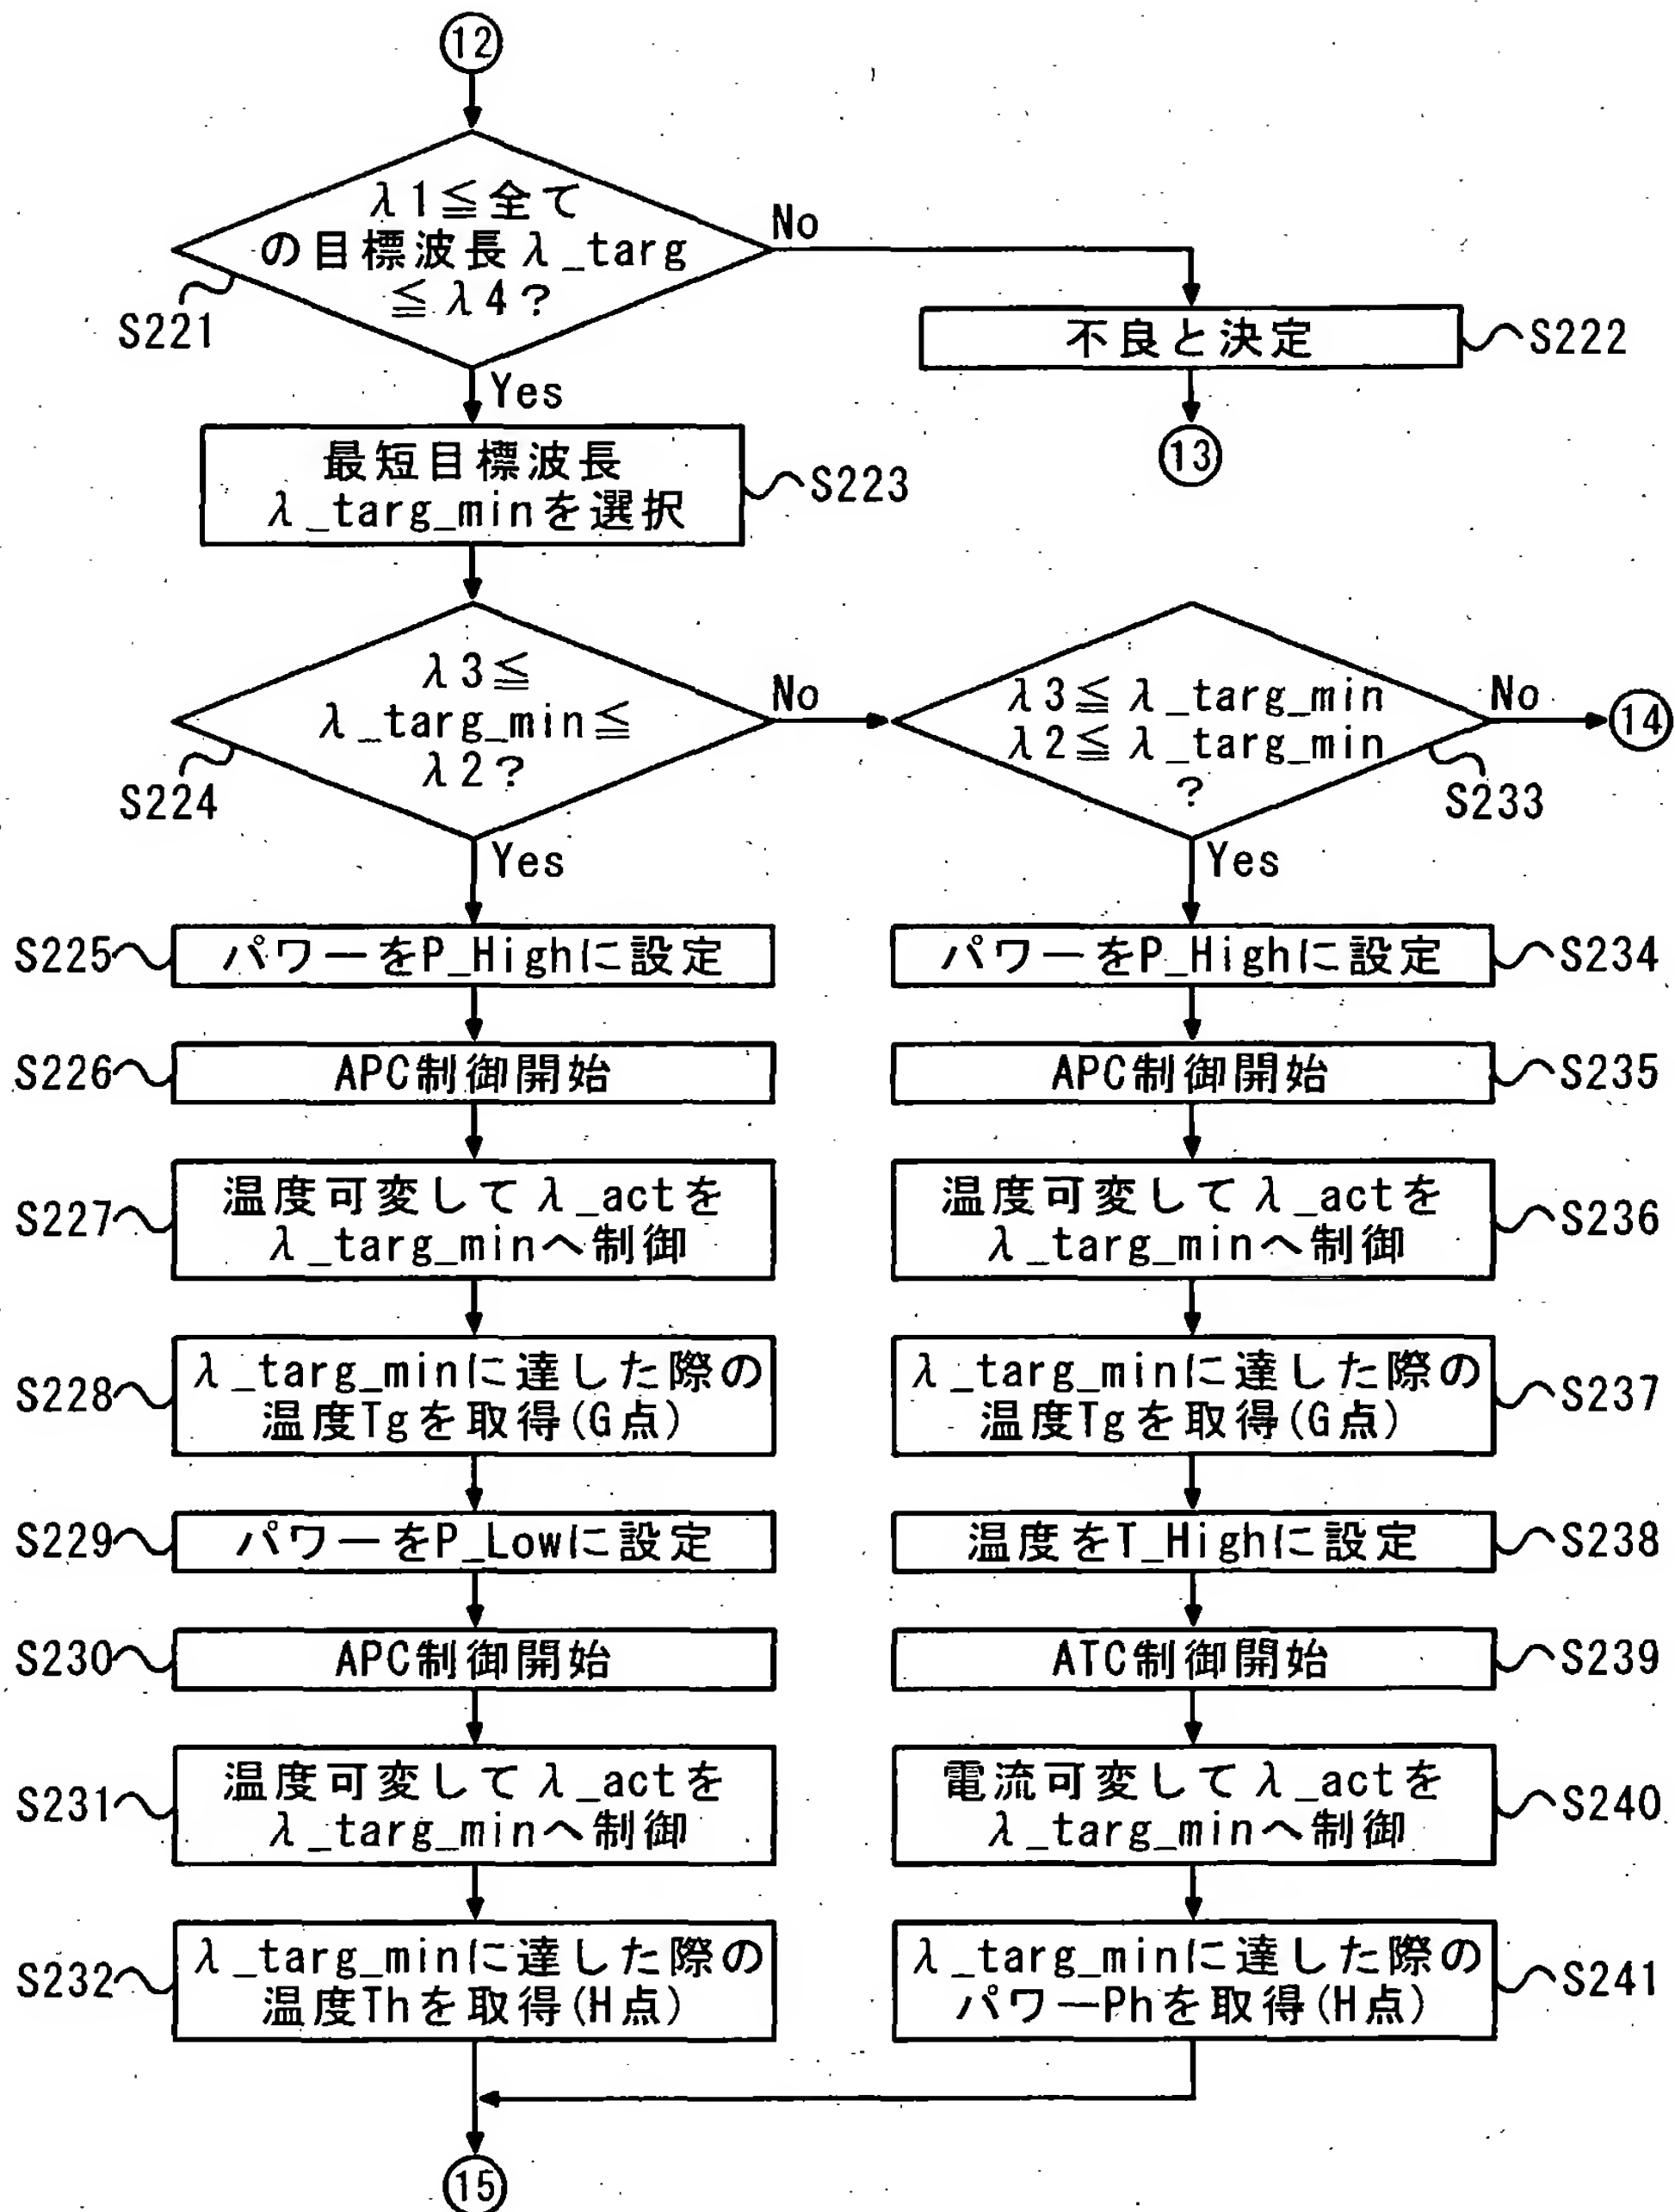 12
λ1≦全て
の目標波長λ_targ
≦λ4?
No
S221
Yes
不良と決定
S222
13
最短目標波長
λ_targ_minを選択
S223
λ3≦
λ_targ_min≦
λ2?
No
S224
Yes
λ3≦λ_targ_min
λ2≦λ_targ_min
?
No
14
S233
Yes
S225
パワーをP_Highに設定
S226
APC制御開始
S227
温度可変してλ_actを
λ_targ_minへ制御
S228
λ_targ_minに達した際の
温度Tgを取得(G点)
S229
パワーをP_Lowに設定
S230
APC制御開始
S231
温度可変してλ_actを
λ_targ_minへ制御
S232
λ_targ_minに達した際の
温度Thを取得(H点)
パワーをP_Highに設定
S234
APC制御開始
S235
温度可変してλ_actを
λ_targ_minへ制御
S236
λ_targ_minに達した際の
温度Tgを取得(G点)
S237
温度をT_Highに設定
S238
ATC制御開始
S239
電流可変してλ_actを
λ_targ_minへ制御
S240
λ_targ_minに達した際の
パワーPhを取得(H点)
S241
15